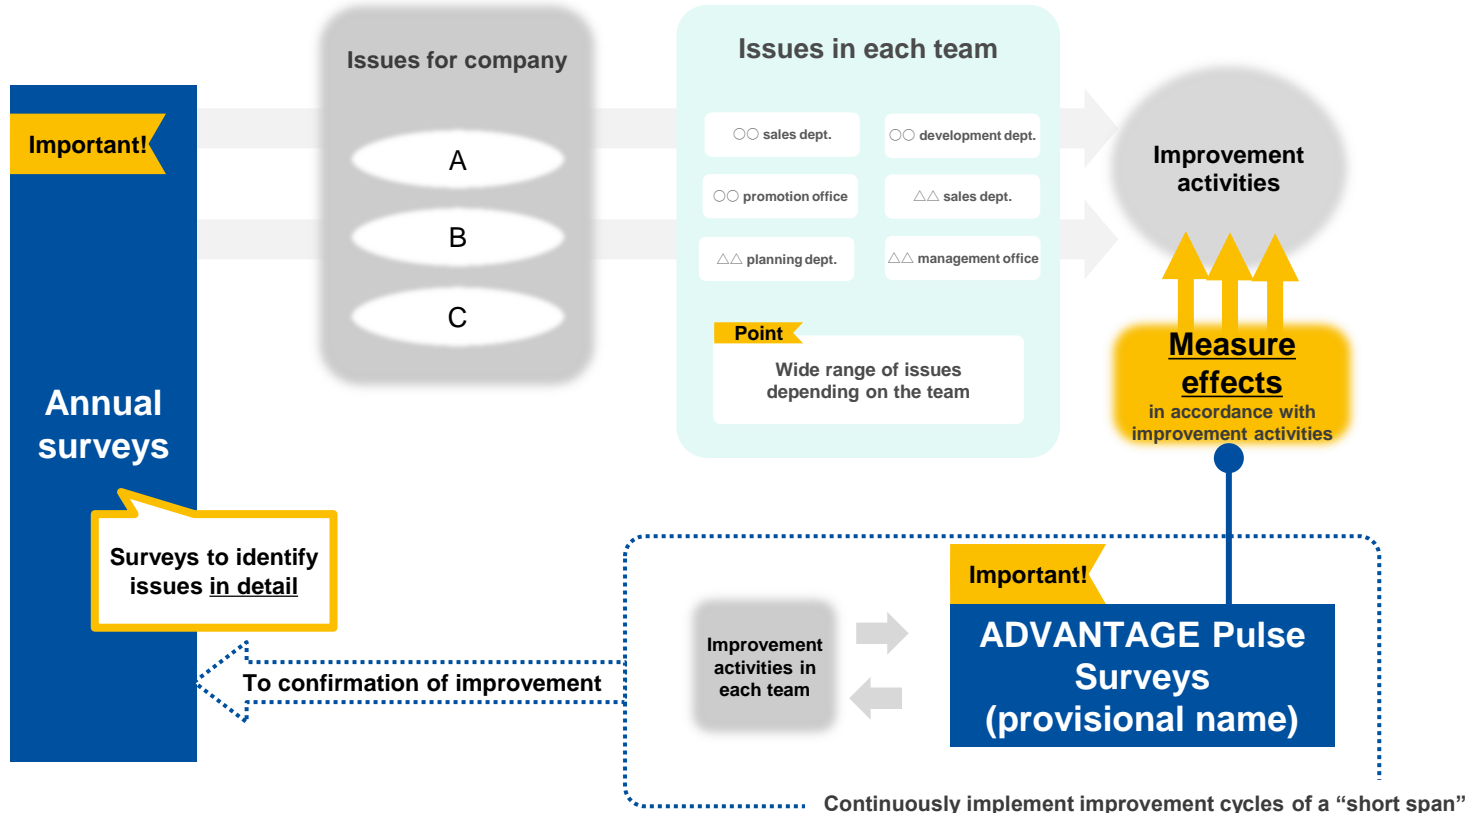 Important!
Annual
surveys
Surveys to identify
issues in detail
Issues for company
A
B
C
Issues in each team
○○ sales dept.
○○ development dept.
○○ promotion office
△△ sales dept.
△△ planning dept.
△△ management office
Point
Wide range of issues
depending on the team
Improvement
activities
Measure
effects
in accordance with
improvement activities
To confirmation of improvement
Improvement
activities in
each team
Important!
ADVANTAGE Pulse
Surveys
(provisional name)
Continuously implement improvement cycles of a “short span”